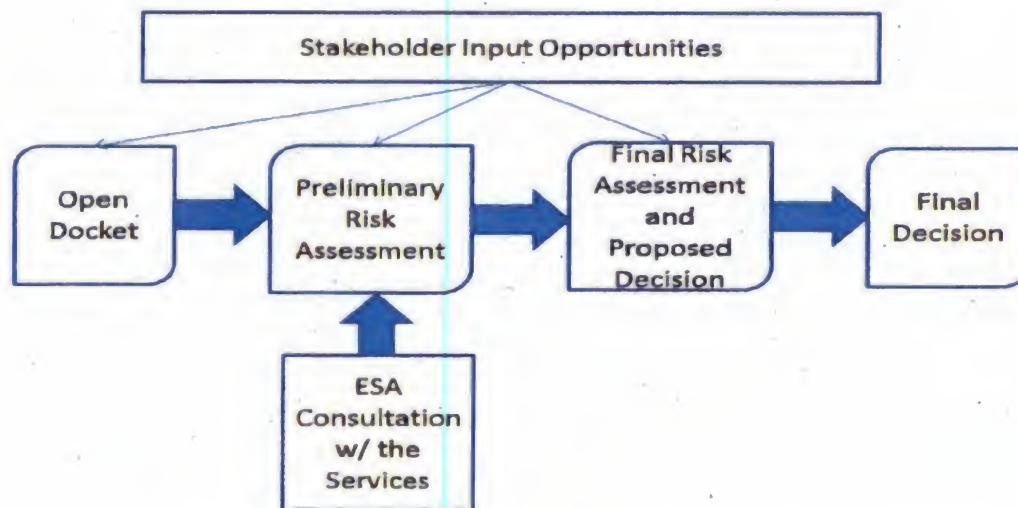 Stakeholder Input Opportunities
Open
Docket
Preliminary
Risk
Assessment
Final Risk
Assessment
and
Proposed
Decision
Final
Decision
ESA
Consultation
w/ the
Services